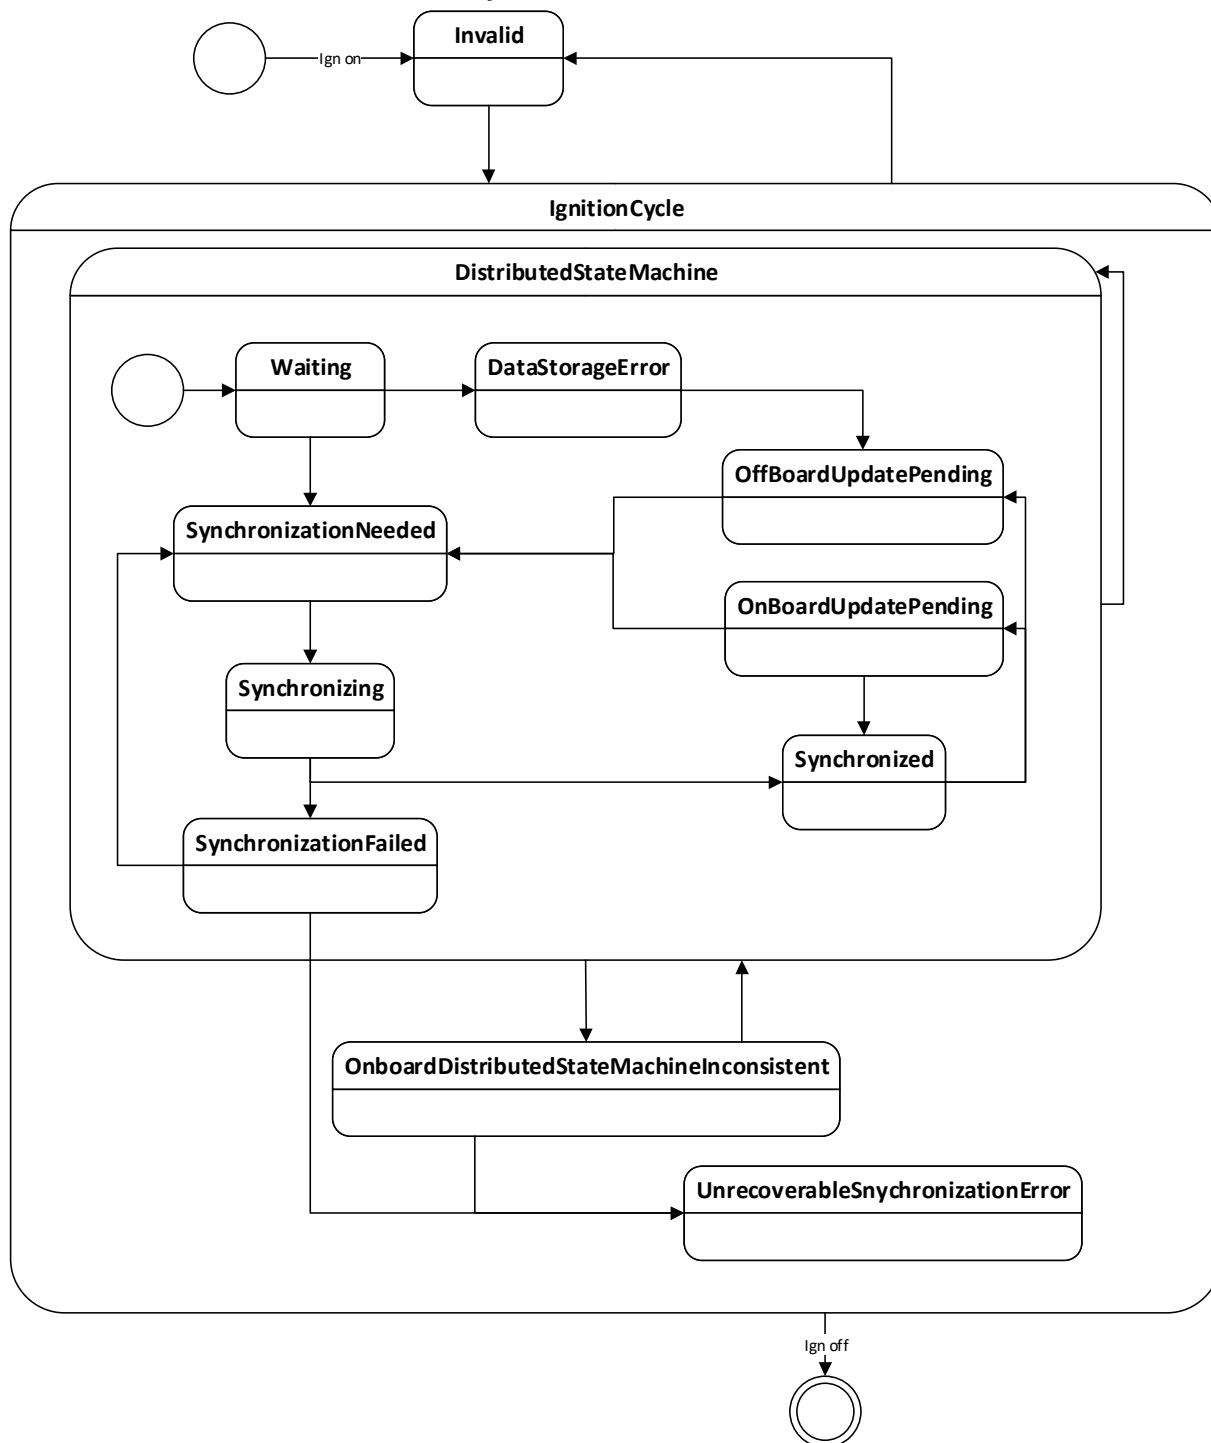 Invalid
Ign on
IgnitionCycle
DistributedStateMachine
Waiting
DataStorageError
OffBoardUpdatePending
SynchronizationNeeded
OnBoardUpdatePending
Synchronizing
Synchronized
SynchronizationFailed
OnboardDistributedStateMachineInconsistent
UnrecoverableSnychronizationError
Ign off